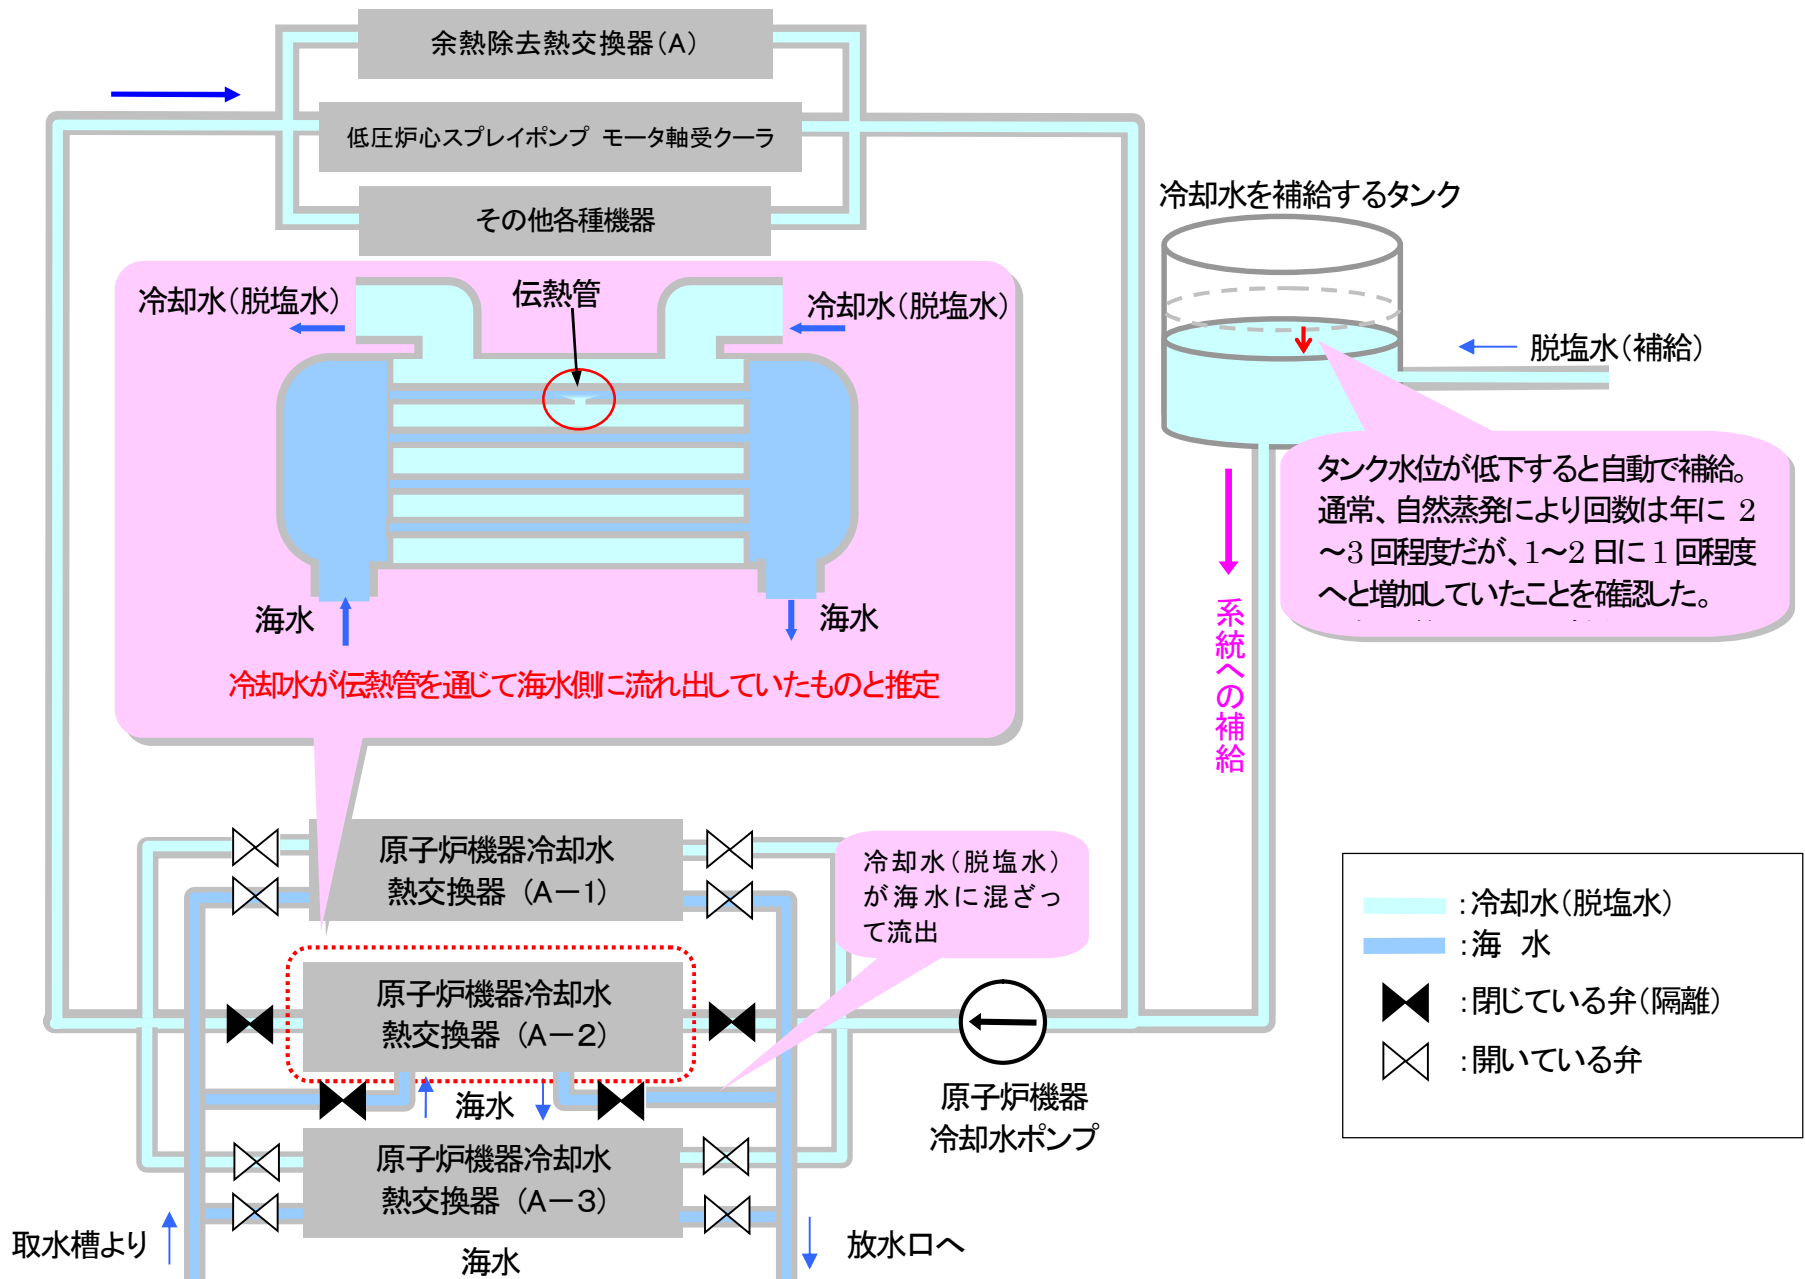 余熱除去熱交換器(A)
低圧炉心スプレイポンプ モータ軸受クーラ
その他各種機器
冷却水を補給するタンク
脱塩水(補給)
タンク水位が低下すると自動で補給。
通常、自然蒸発により回数は年に 2
～3 回程度だが、1～2 日に 1 回程度
へと増加していたことを確認した。
系統への補給
冷却水(脱塩水)
伝熱管
冷却水(脱塩水)
海水
海水
冷却水が伝熱管を通じて海水側に流れ出していたものと推定
原子炉機器冷却水
熱交換器 (A－1)
冷却水(脱塩水)
が海水に混ざっ
て流出
原子炉機器冷却水
熱交換器 (A－2)
海水
原子炉機器
冷却水ポンプ
原子炉機器冷却水
熱交換器 (A－3)
取水槽より
海水
放水口へ
:冷却水(脱塩水)
:海 水
:閉じている弁(隔離)
:開いている弁